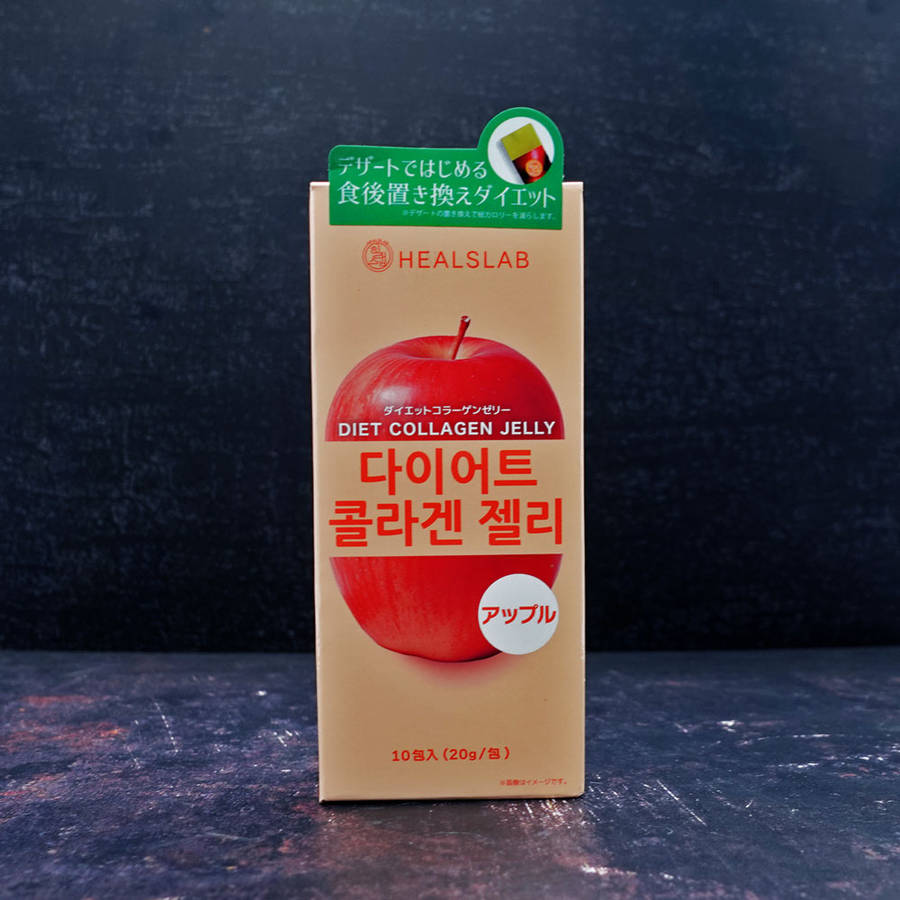 デザートではじめる
食後置き換えダイエット
※デザートの置き換えで総カロリーを減らします。
HEALSLAB
ダイエットコラーゲンゼリー
DIET COLLAGEN JELLY
다이어트
콜라겐 젤리
アップル
10包入(20g/包)
※画像はイメージです。